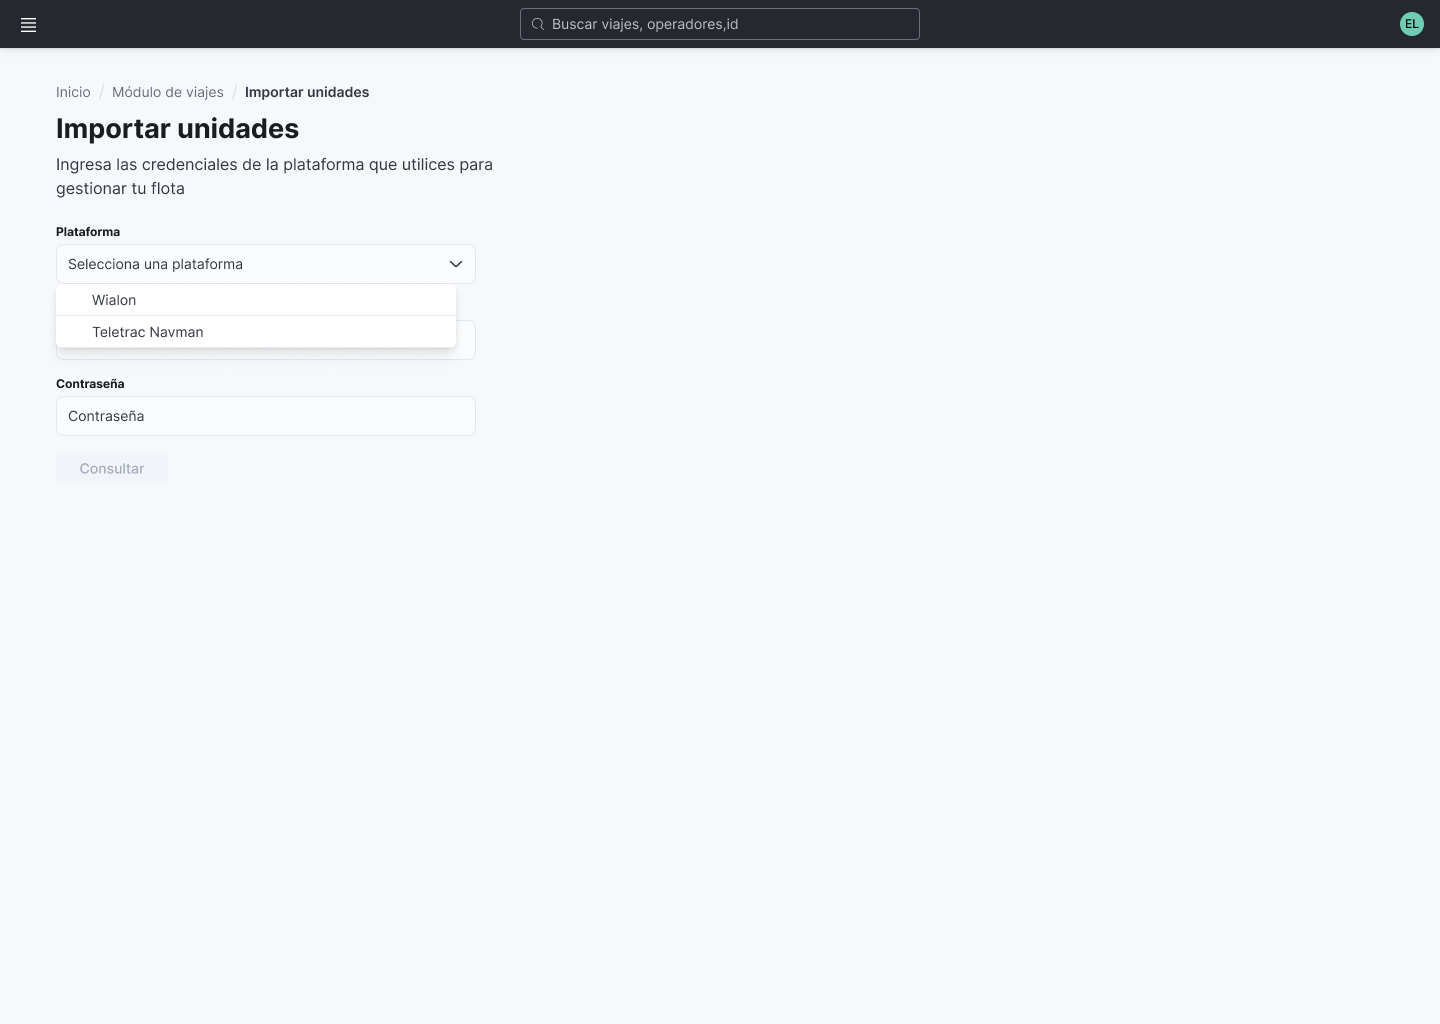 Buscar viajes, operadores,id
EL
Inicio / Módulo de viajes / Importar unidades
Importar unidades
Ingresa las credenciales de la plataforma que utilices para
gestionar tu flota
Plataforma
Selecciona una plataforma
Wialon
Teletrac Navman
Contraseña
Contraseña
Consultar